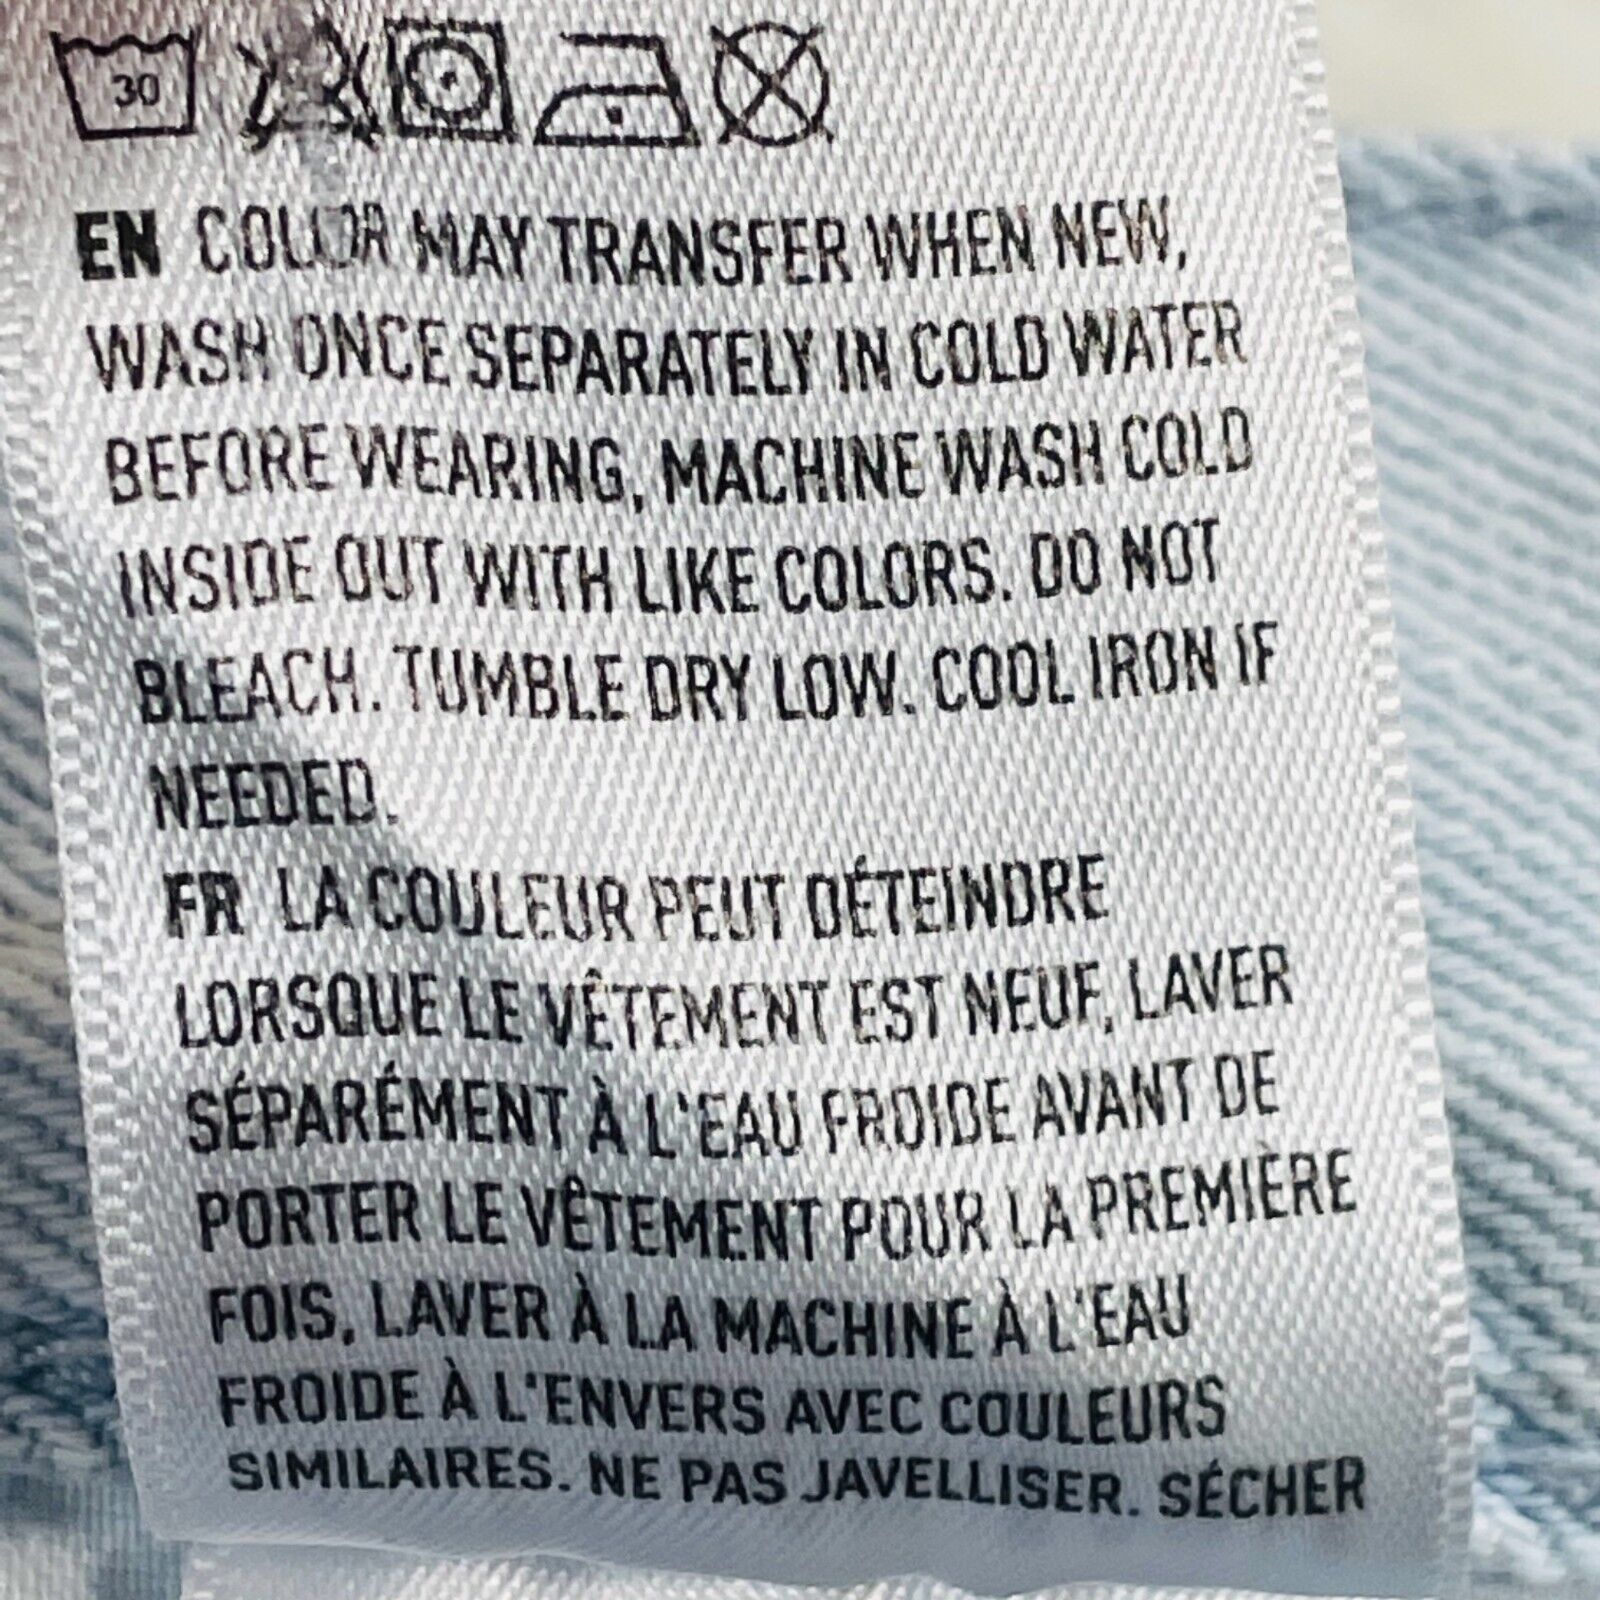 30
EN COLOR MAY TRANSFER WHEN NEW,
WASH ONCE SEPARATELY IN COLD WATER
BEFORE WEARING, MACHINE WASH COLD
INSIDE OUT WITH LIKE COLORS. DO NOT
BLEACH. TUMBLE DRY LOW. COOL IRON IF
NEEDED.
FR LA COULEUR PEUT DÉTEINDRE
LORSQUE LE VÊTEMENT EST NEUF, LAVER
SÉPARÉMENT À L'EAU FROIDE AVANT DE
PORTER LE VÊTEMENT POUR LA PREMIÈRE
FOIS, LAVER À LA MACHINE À L'EAU
FROIDE À L'ENVERS AVEC COULEURS
SIMILAIRES. NE PAS JAVELLISER. SÉCHER